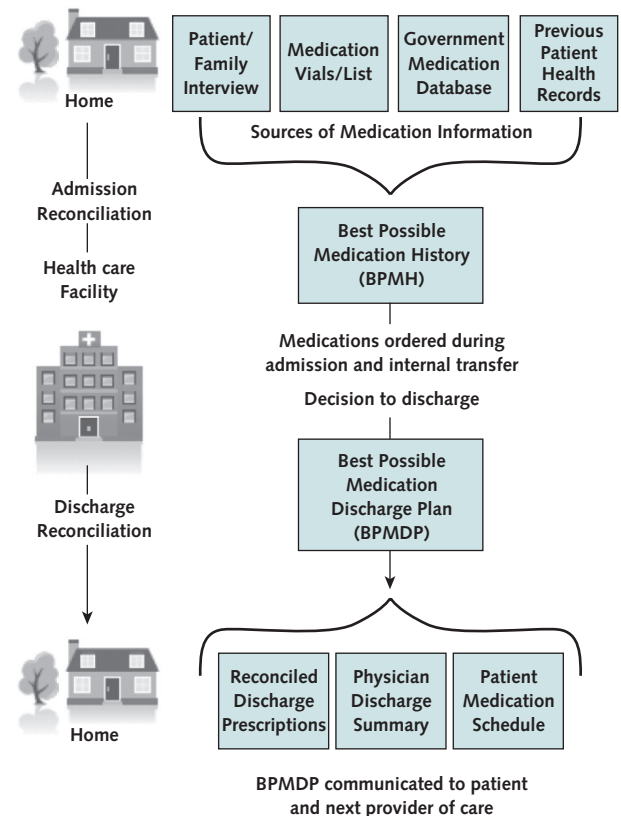 Patient/
Family
Interview
Medication
Vials/List
Government
Medication
Database
Previous
Patient
Health
Records
Home
Sources of Medication Information
Admission
Reconciliation
Best Possible
Medication History
(BPMH)
Health care
Facility
Medications ordered during
admission and internal transfer
Decision to discharge
Best Possible
Medication
Discharge Plan
(BPMDP)
Discharge
Reconciliation
Reconciled
Discharge
Prescriptions
Physician
Discharge
Summary
Patient
Medication
Schedule
Home
BPMDP communicated to patient
and next provider of care